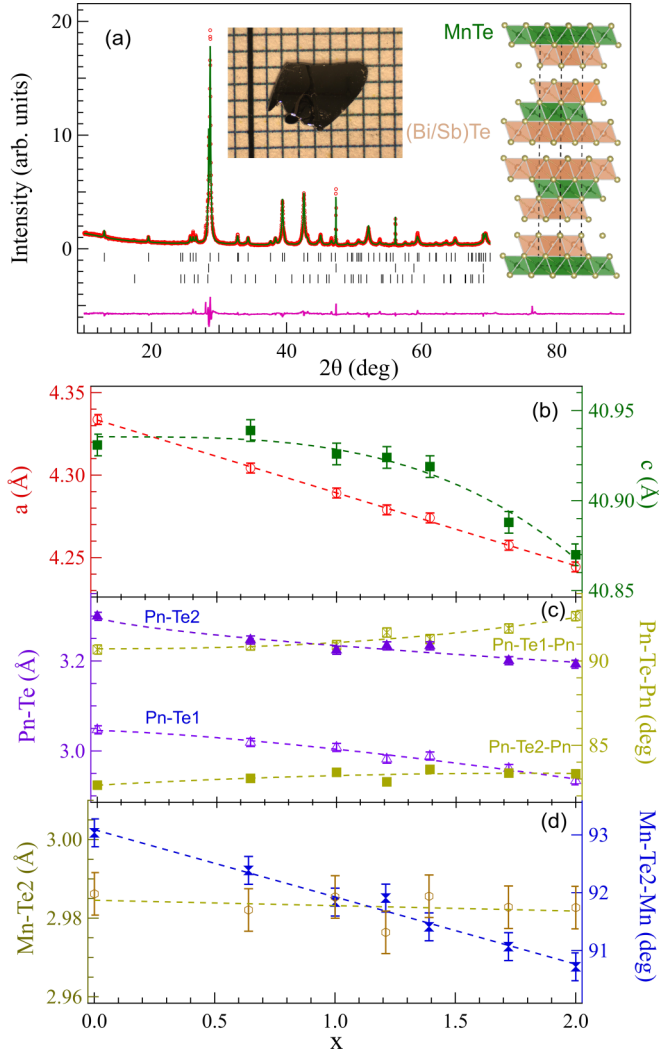 (a)
MnTe
(Bi/Sb)Te
Intensity (arb. units)
20
10
0
20
40
60
80
2θ (deg)
(b)
4.35
4.30
4.25
a (Å)
40.95
40.90
40.85
c (Å)
(c)
Pn-Te2
Pn-Te1-Pn
Pn-Te1
Pn-Te2-Pn
3.2
3.0
Pn-Te (Å)
90
85
Pn-Te-Pn (deg)
(d)
3.00
2.98
2.96
Mn-Te2 (Å)
93
92
91
Mn-Te2-Mn (deg)
0.0
0.5
1.0
1.5
2.0
x